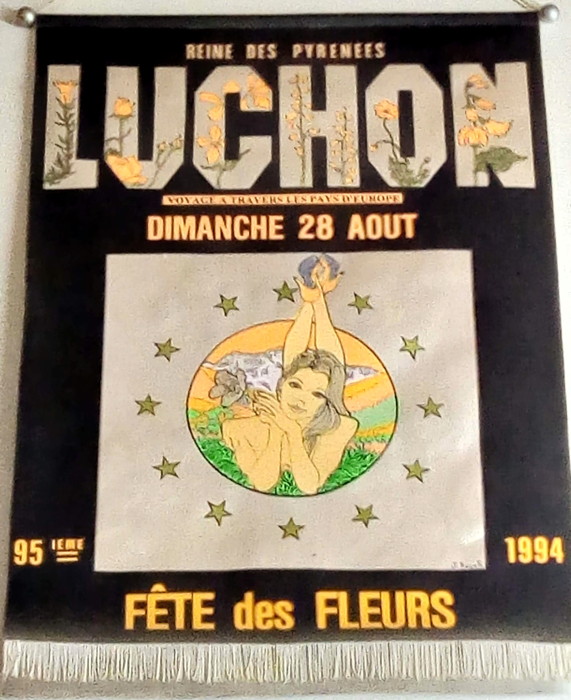 REINE DES PYRENEES
LUCHON
VOYAGE A TRAVERS LES PAYS D'EUROPE
DIMANCHE 28 AOUT
95 IEME
1994
FÊTE des FLEURS